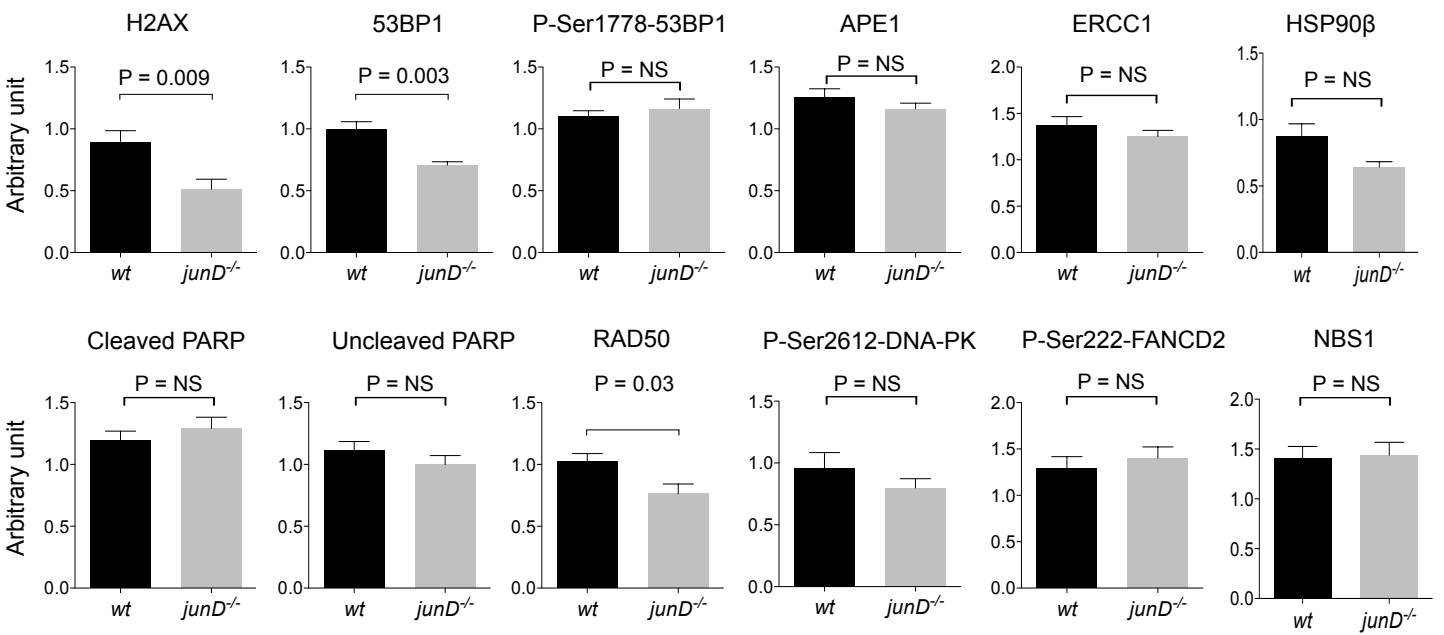 H2AX
53BP1
P-Ser1778-53BP1
APE1
ERCC1
HSP90β
Arbitrary unit
P = 0.009
1.5
1.0
0.5
0.0
wt junD-/-
P = 0.003
1.5
1.0
0.5
0.0
wt junD-/-
P = NS
1.5
1.0
0.5
0.0
wt junD-/-
P = NS
1.5
1.0
0.5
0.0
wt junD-/-
P = NS
2.0
1.5
1.0
0.5
0.0
wt junD-/-
P = NS
1.5
1.0
0.5
0.0
wt junD-/-
Cleaved PARP
Uncleaved PARP
RAD50
P-Ser2612-DNA-PK
P-Ser222-FANCD2
NBS1
Arbitrary unit
P = NS
1.5
1.0
0.5
0.0
wt junD-/-
P = NS
1.5
1.0
0.5
0.0
wt junD-/-
P = 0.03
1.5
1.0
0.5
0.0
wt junD-/-
P = NS
1.5
1.0
0.5
0.0
wt junD-/-
P = NS
2.0
1.5
1.0
0.5
0.0
wt junD-/-
P = NS
2.0
1.5
1.0
0.5
0.0
wt junD-/-